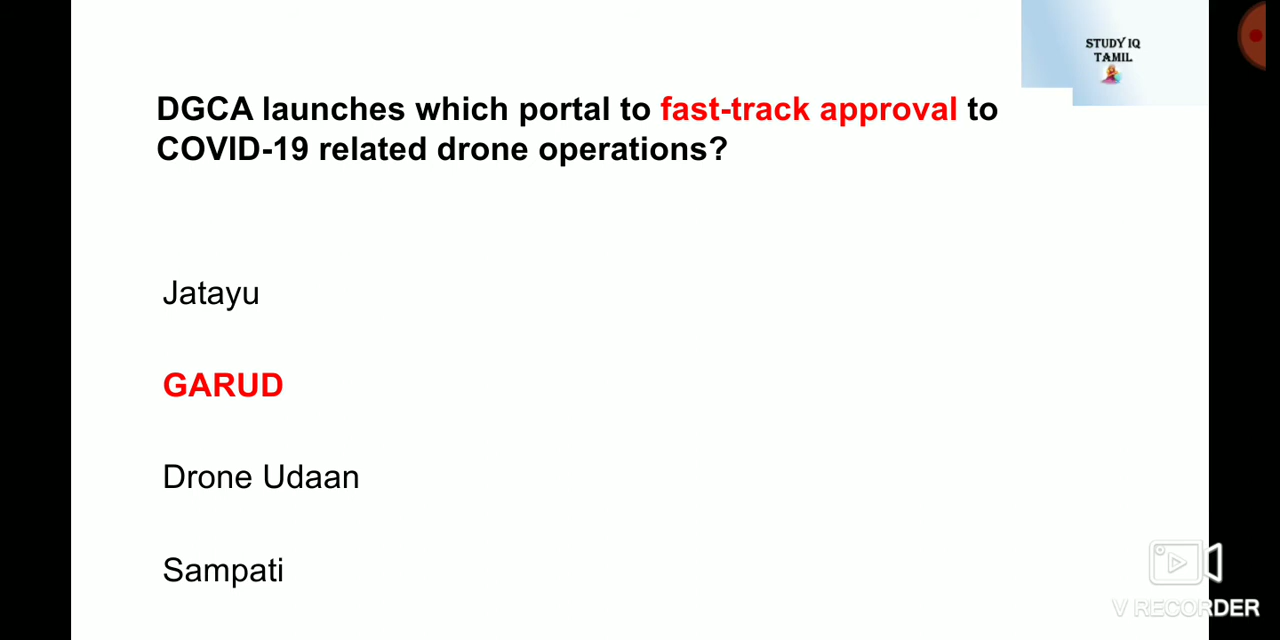 STUDY IQ
TAMIL
DGCA launches which portal to fast-track approval to
COVID-19 related drone operations?
Jatayu
GARUD
Drone Udaan
Sampati
V RECORDER